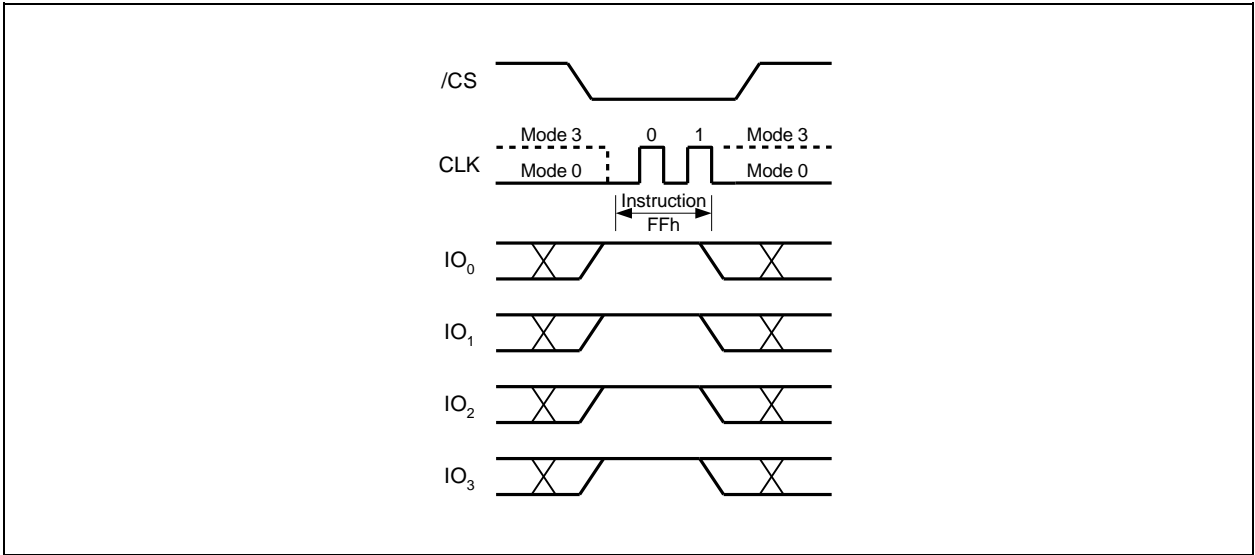 /CS
Mode 3 0 1 Mode 3
CLK
Mode 0 Mode 0
Instruction
FFh
IO0
IO1
IO2
IO3